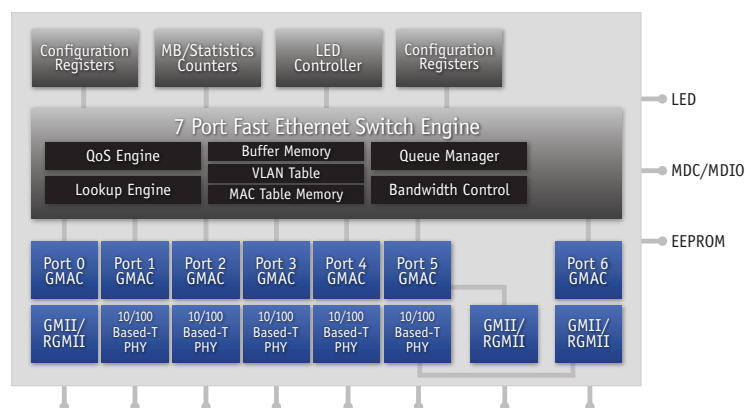 Configuration
Registers
MB/Statistics
Counters
LED
Controller
Configuration
Registers
7 Port Fast Ethernet Switch Engine
QoS Engine
Lookup Engine
Buffer Memory
VLAN Table
MAC Table Memory
Queue Manager
Bandwidth Control
LED
MDC/MDIO
EEPROM
Port 0
GMAC
Port 1
GMAC
Port 2
GMAC
Port 3
GMAC
Port 4
GMAC
Port 5
GMAC
Port 6
GMAC
GMII/
RGMII
10/100
Based-T
PHY
10/100
Based-T
PHY
10/100
Based-T
PHY
10/100
Based-T
PHY
10/100
Based-T
PHY
GMII/
RGMII
GMII/
RGMII